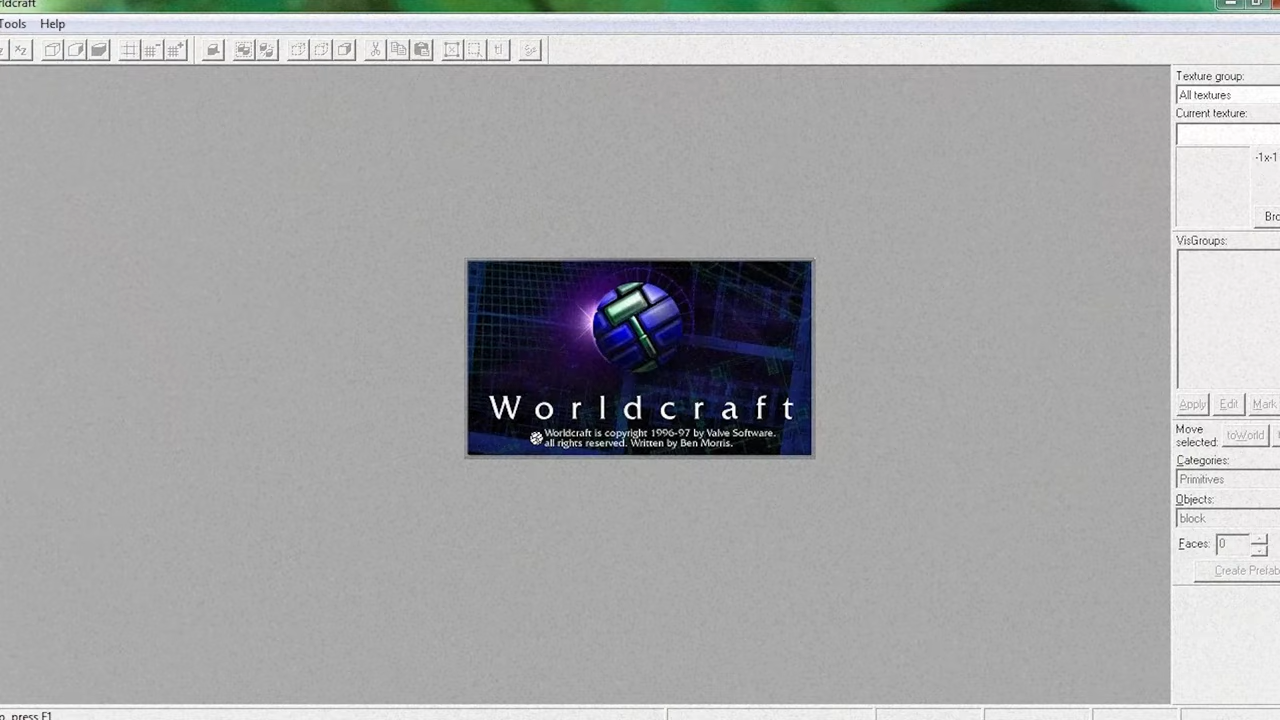 Tools Help
Texture group:
All textures
Current texture:
-1x-1
VisGroups:
Worldcraft
Worldcraft is copyright 1996-97 by Valve Software.
all rights reserved. Written by Ben Morris.
Apply Edit Mark
Move
selected: toWorld
Categories:
Primitives
Objects:
block
Faces: 0
Create Prefab
press F1